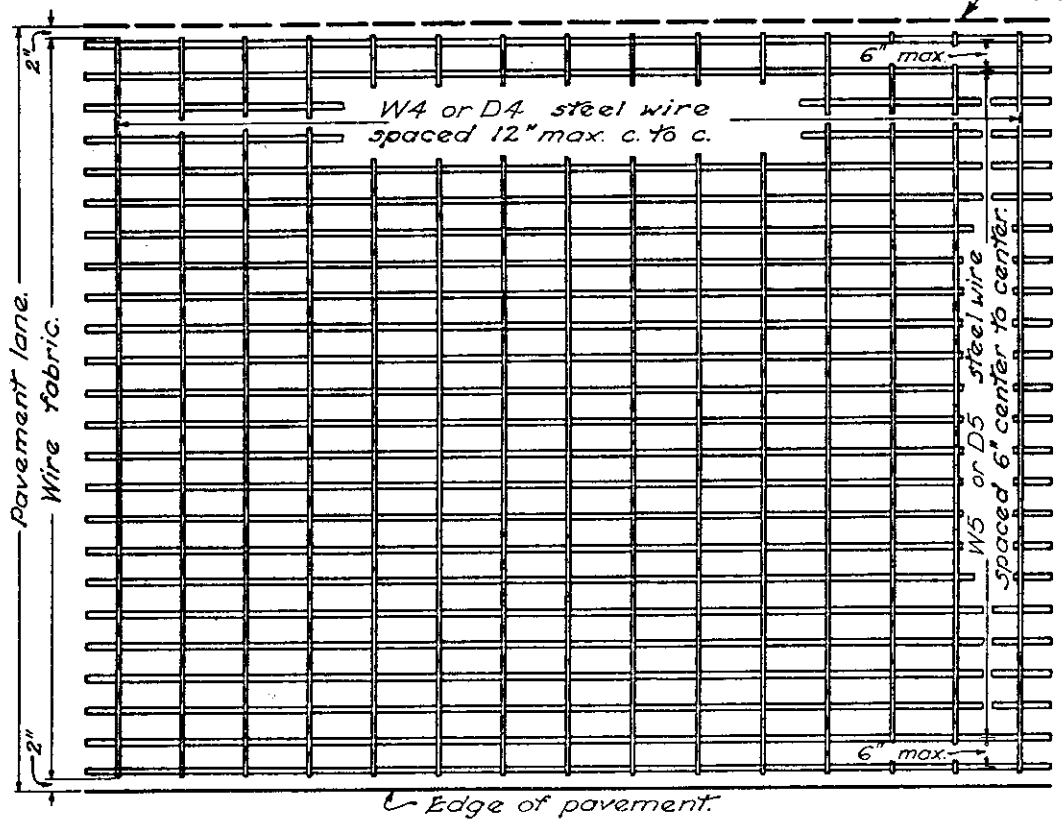 2"
6" max.
W4 or D4 steel wire
spaced 12" max. c. to c.
Pavement lane.
Wire fabric.
W5 or D5 steel wire
spaced 6" center to center.
2"
6" max.
Edge of pavement.